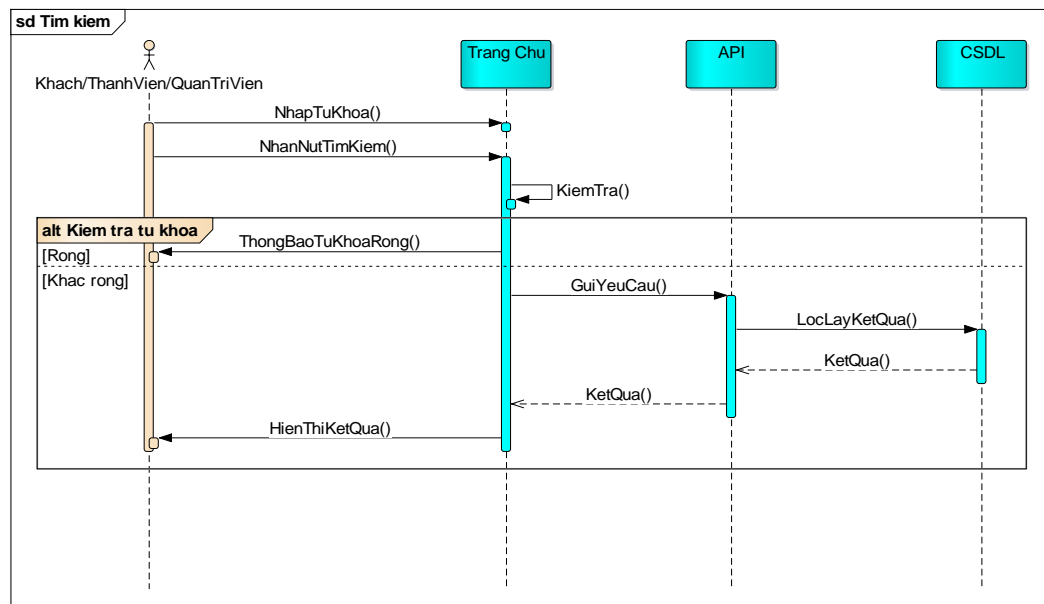 sd Tim kiem
Khach/ThanhVien/QuanTriVien
Trang Chu
API
CSDL
NhapTuKhoa()
NhanNutTimKiem()
KiemTra()
alt Kiem tra tu khoa
ThongBaoTuKhoaRong()
[Rong]
[Khac rong]
GuiYeuCau()
LocLayKetQua()
KetQua()
KetQua()
HienThiKetQua()